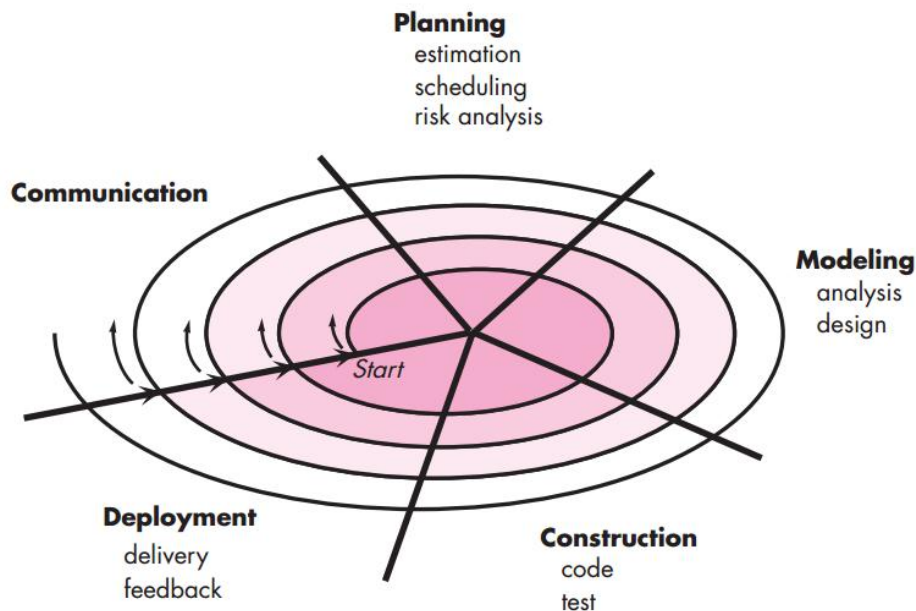 Planning
estimation
scheduling
risk analysis
Communication
Modeling
analysis
design
Start
Deployment
delivery
feedback
Construction
code
test